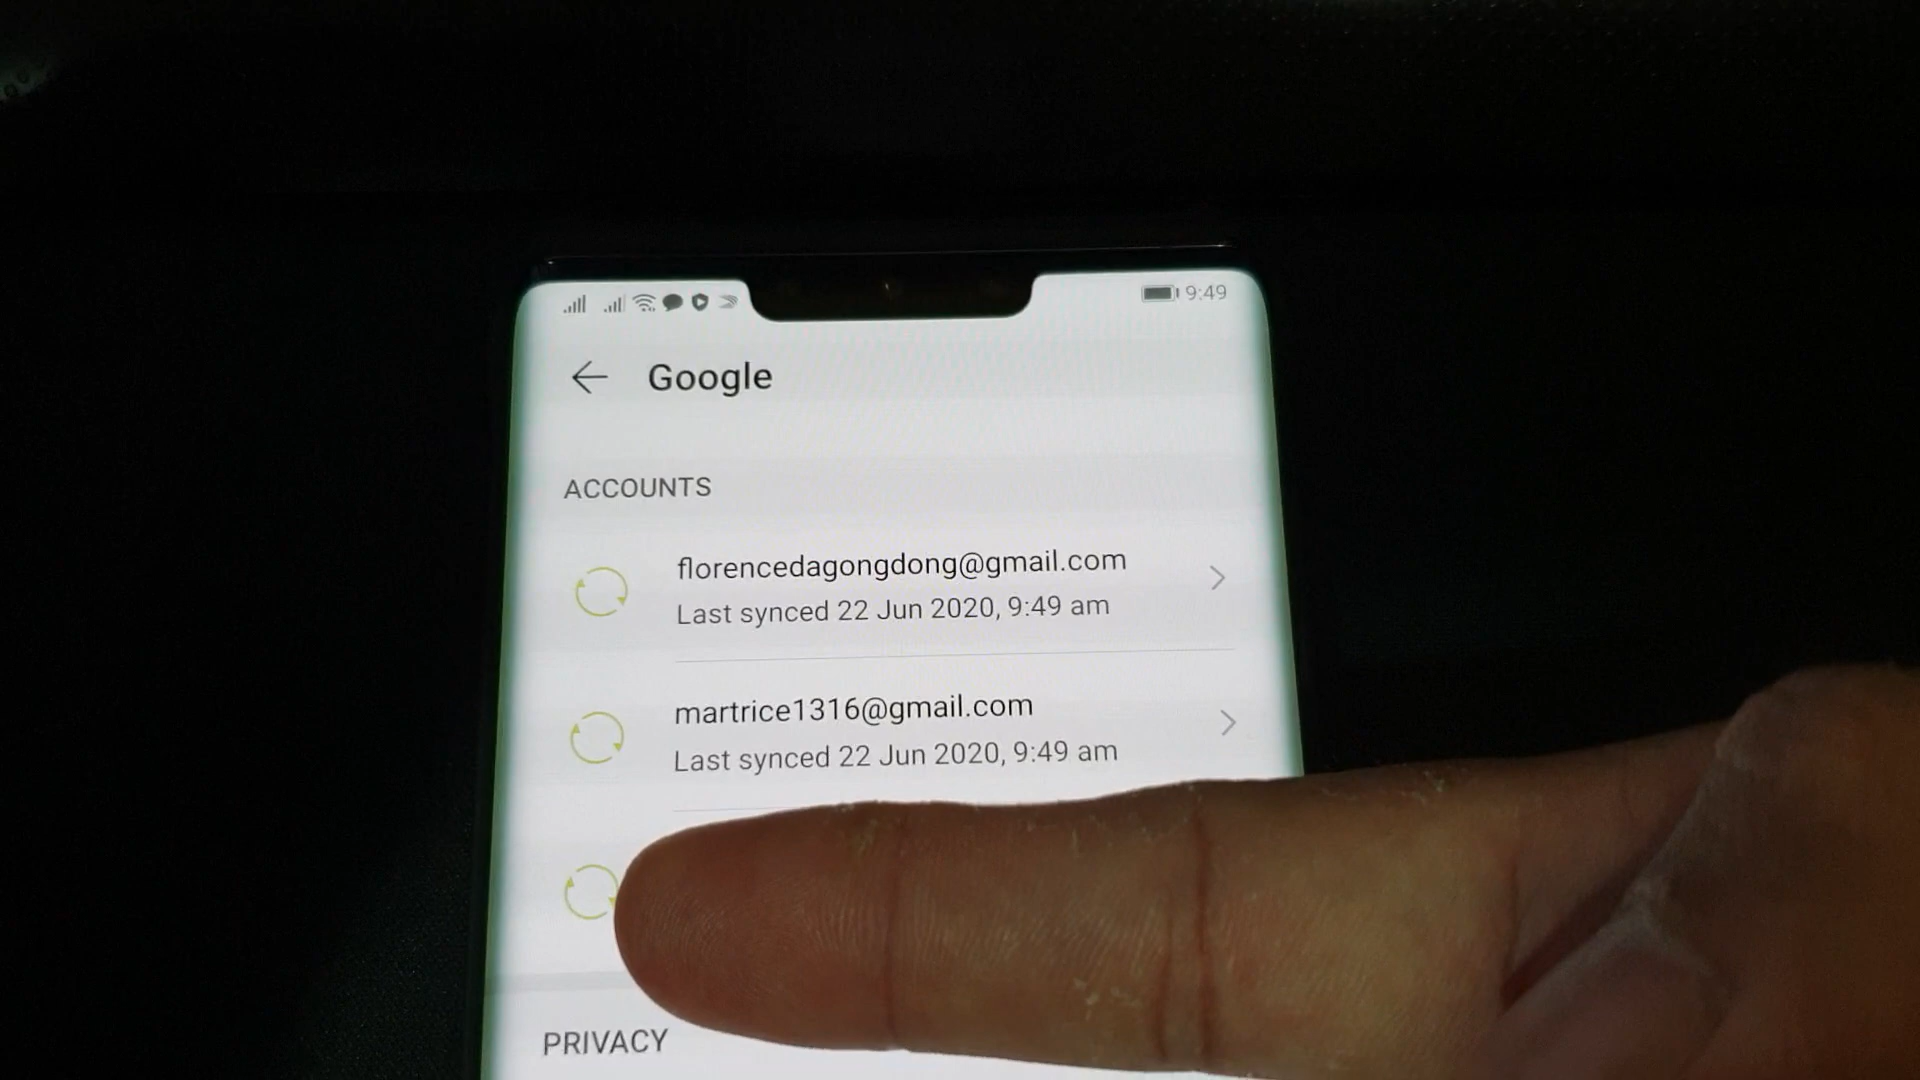 9:49
Google
ACCOUNTS
florencedagongdong@gmail.com
Last synced 22 Jun 2020, 9:49 am
martrice1316@gmail.com
Last synced 22 Jun 2020, 9:49 am
PRIVACY